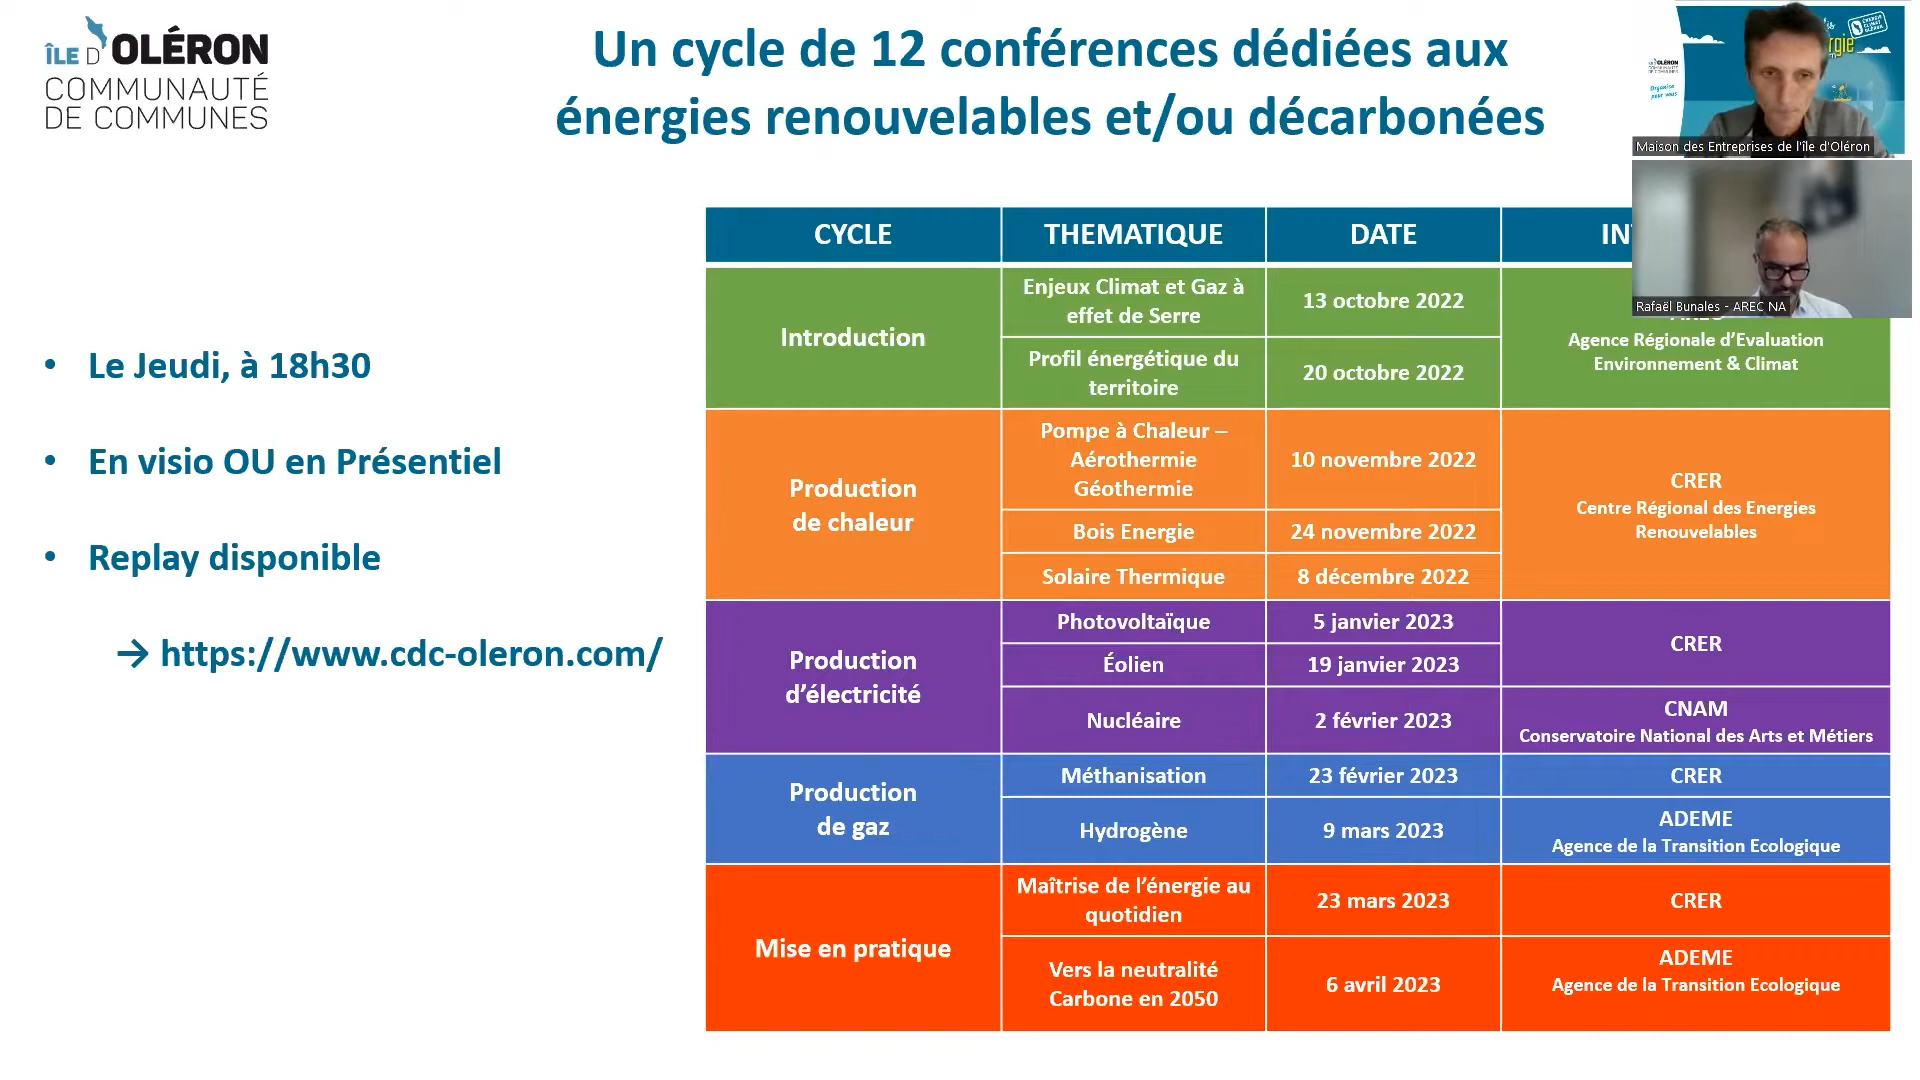 ÎLE D'OLÉRON
COMMUNAUTÉ
DE COMMUNES
Un cycle de 12 conférences dédiées aux
énergies renouvelables et/ou décarbonées
• Le Jeudi, à 18h30
• En visio OU en Présentiel
• Replay disponible
→ https://www.cdc-oleron.com/
CYCLE THEMATIQUE DATE
Introduction
Enjeux Climat et Gaz à
effet de Serre
13 octobre 2022
Profil énergétique du
territoire
20 octobre 2022
Agence Régionale d’Evaluation
Environnement & Climat
Production
de chaleur
Pompe à Chaleur –
Aérothermie
Géothermie
10 novembre 2022
Bois Energie
24 novembre 2022
Solaire Thermique
8 décembre 2022
CRER
Centre Régional des Energies
Renouvelables
Production
d’électricité
Photovoltaïque
5 janvier 2023
Éolien
19 janvier 2023
CRER
Nucléaire
2 février 2023
CNAM
Conservatoire National des Arts et Métiers
Production
de gaz
Méthanisation
23 février 2023
CRER
Hydrogène
9 mars 2023
ADEME
Agence de la Transition Ecologique
Mise en pratique
Maîtrise de l’énergie au
quotidien
23 mars 2023
CRER
Vers la neutralité
Carbone en 2050
6 avril 2023
ADEME
Agence de la Transition Ecologique
Maison des Entreprises de l'île d'Oléron
Rafaël Bunales - AREC NA